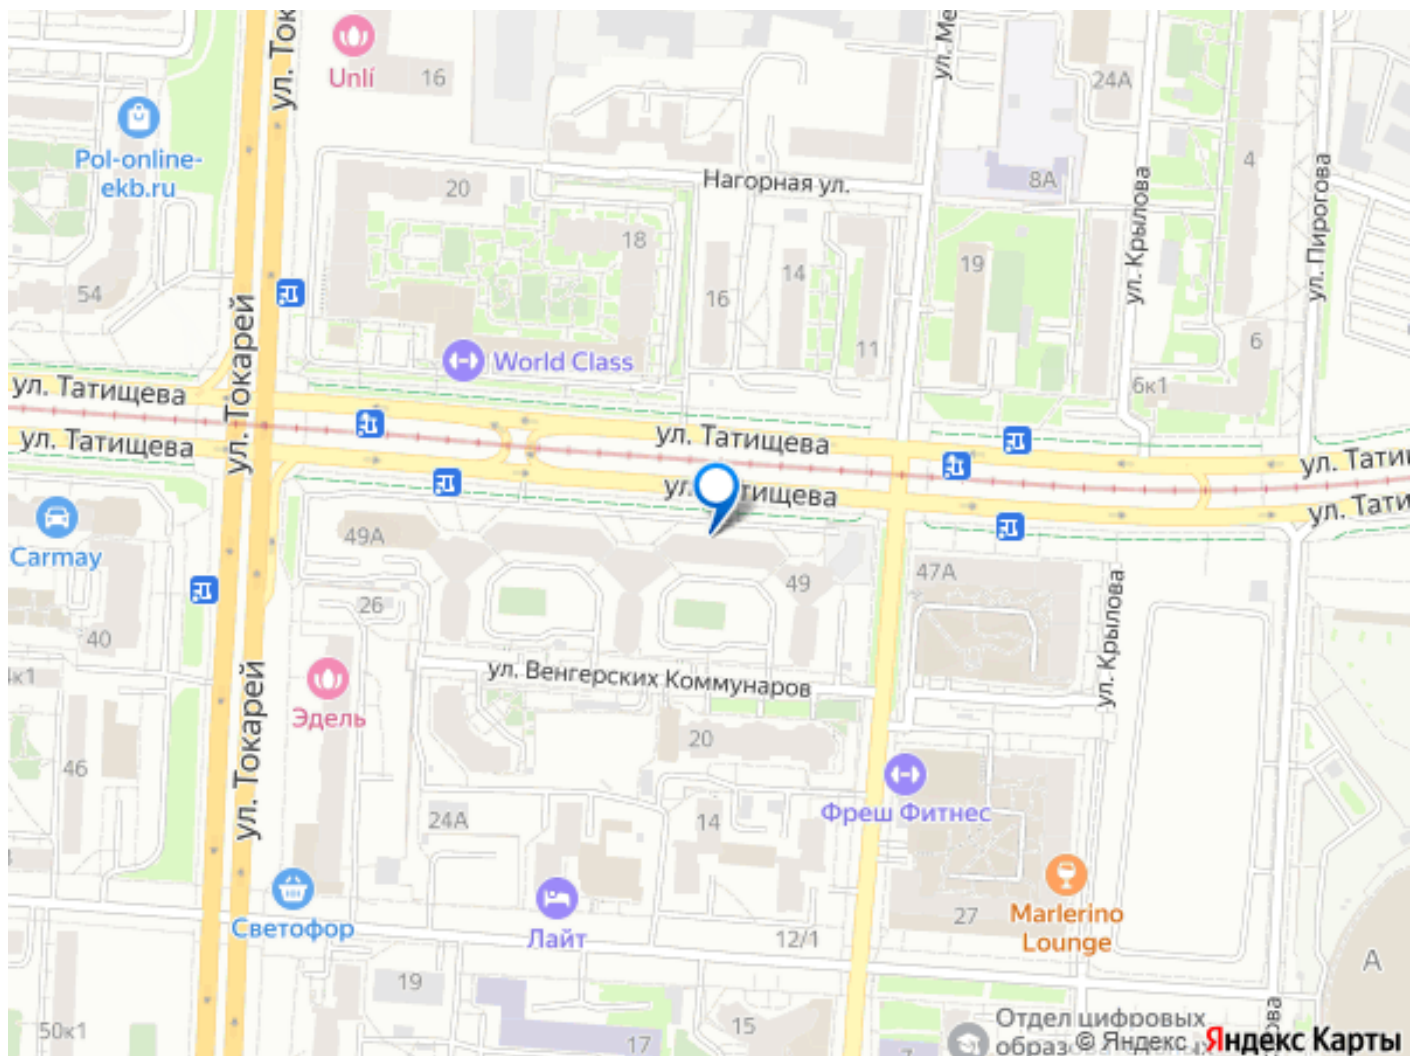 ул. Ток
Unlí
16
ул. Ме
24А
Pol-online-
ekb.ru
4
Нагорная ул.
8А
20
18
ул. Крылова
ул. Пирогова
19
14
16
54
11
6
World Class
6к1
ул. Токарей
ул. Татищева
ул. Татищева
ул. Татищева
ул. Татищева
ул. Тати
ул. Тати
Carmay
49А
49
47А
26
40
ул. Крылова
к1
ул. Венгерских Коммунаров
Эдель
ул. Токарей
20
46
Фреш Фитнес
24А
14
Светофор
Лайт
12/1
27
Marlerino
Lounge
А
19
15
17
50к1
Отдел цифровых
образ
© Яндекс
Яндекс Карты